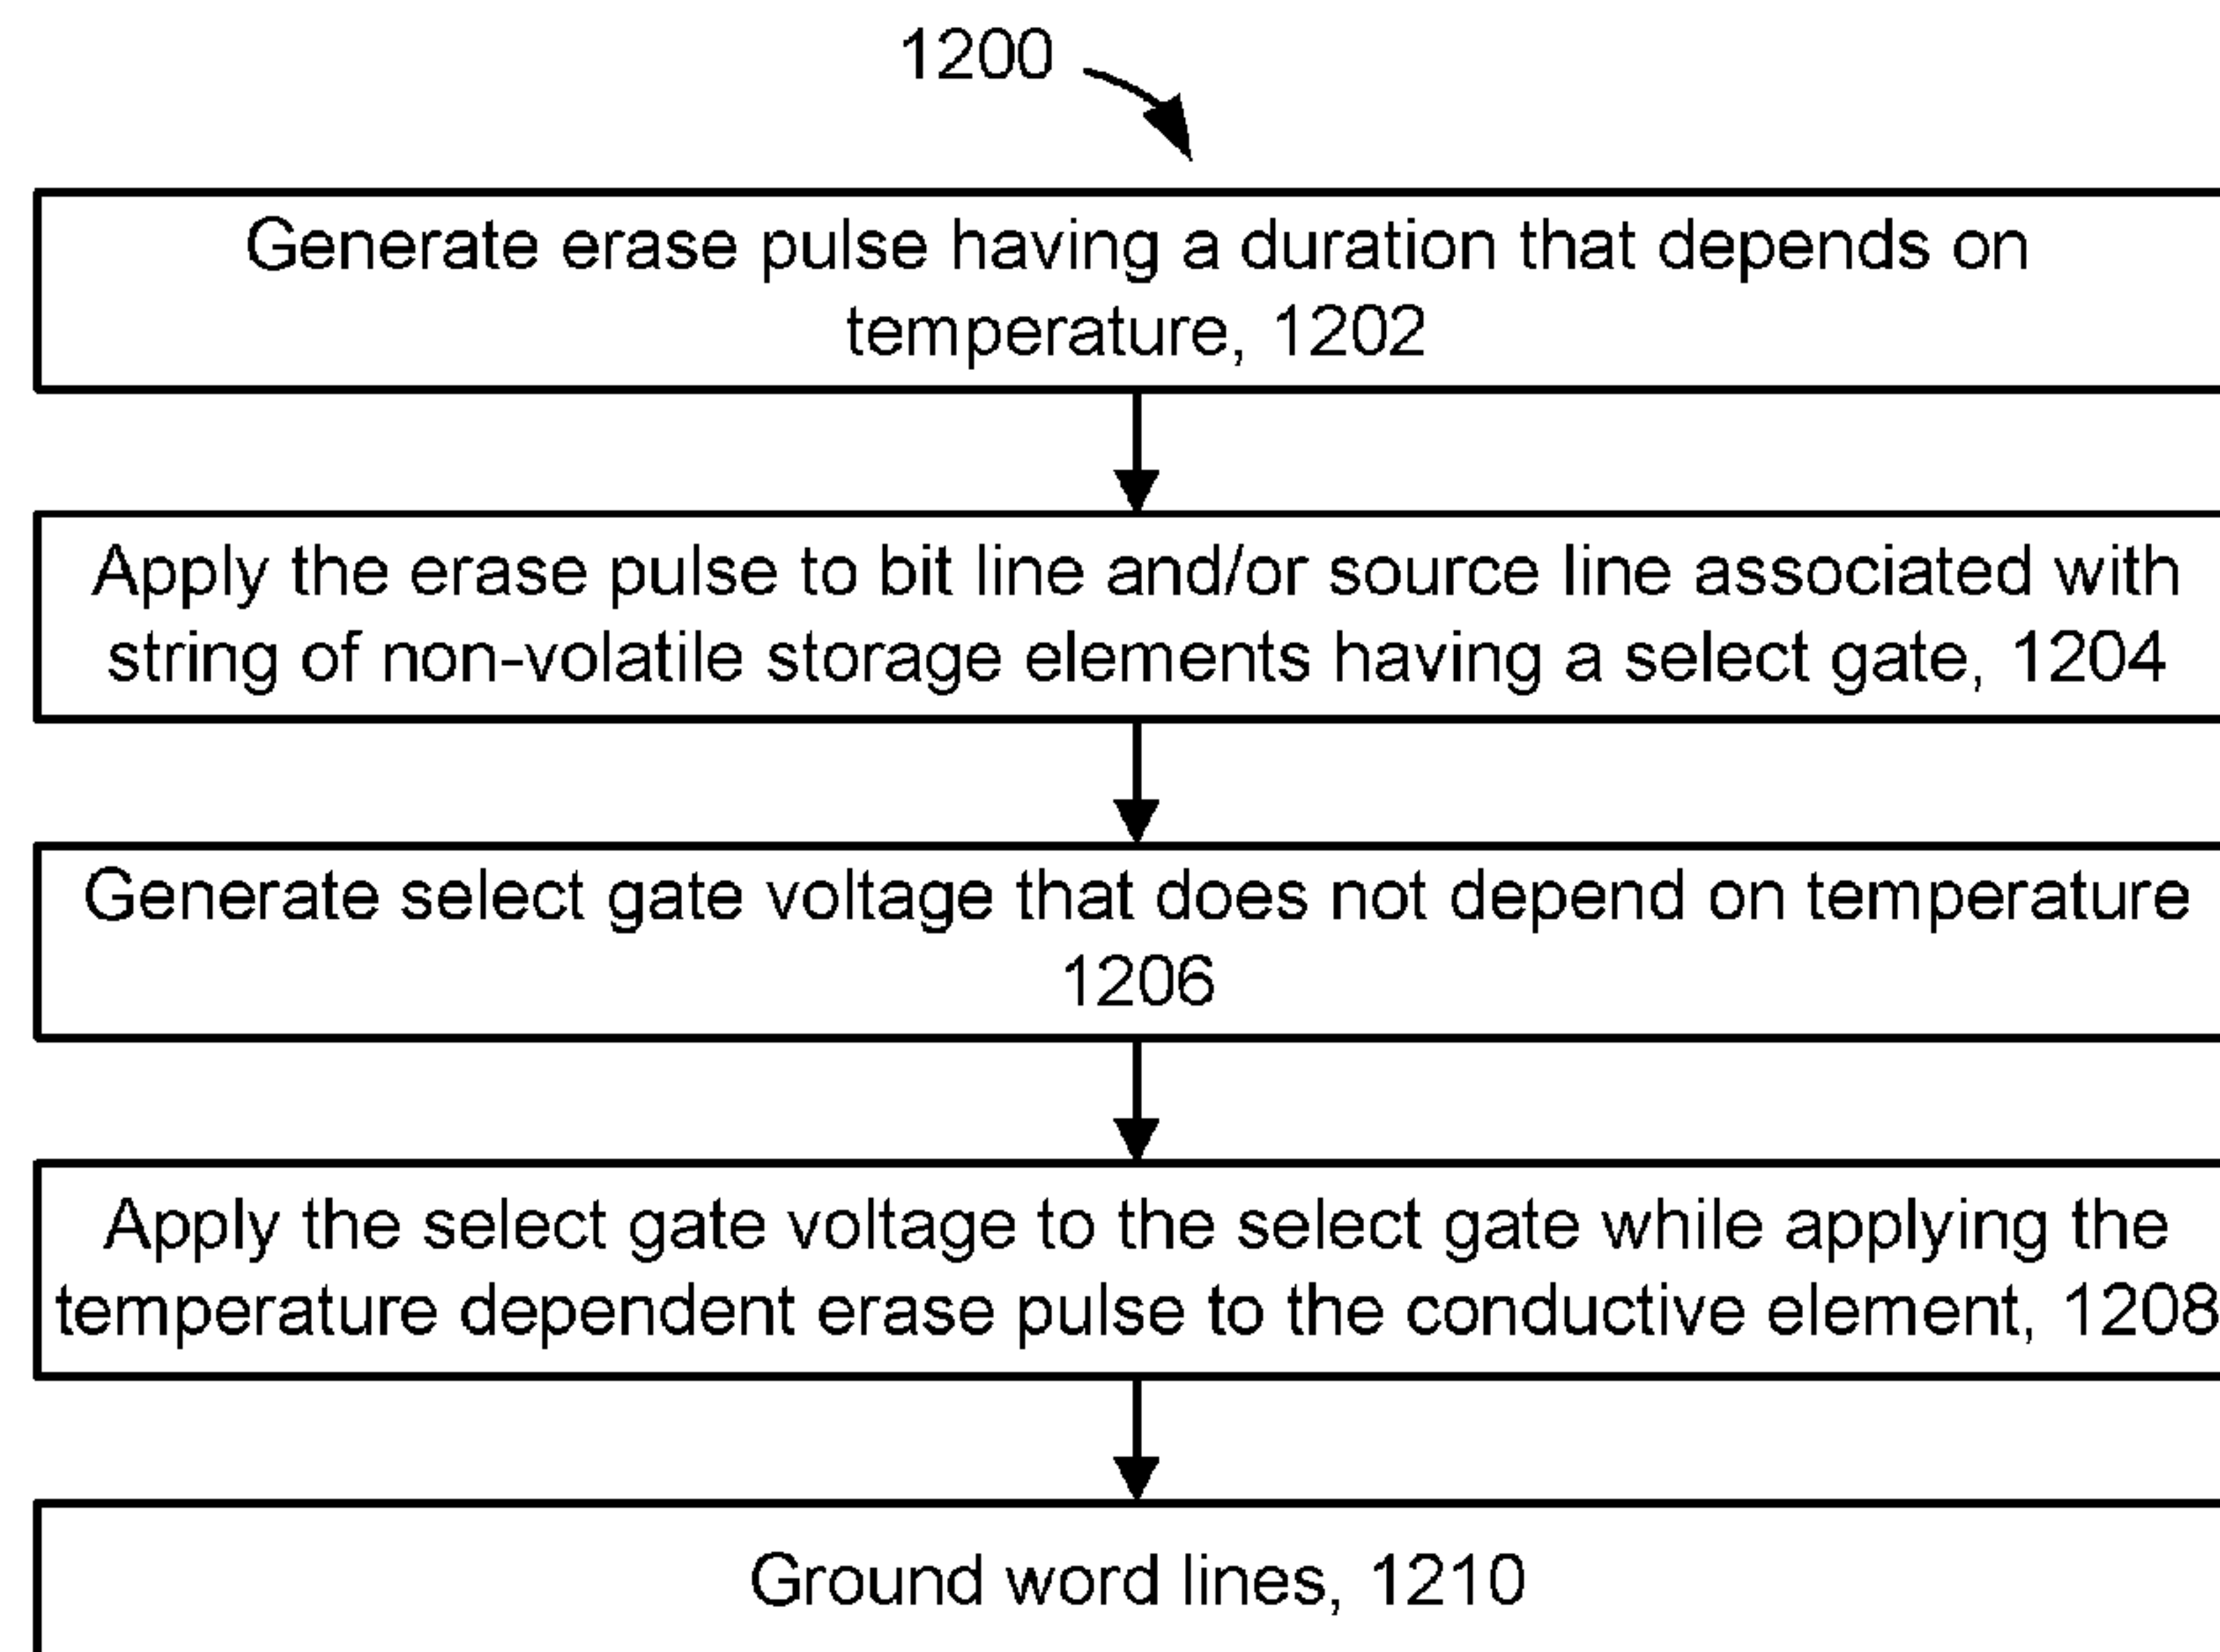 1200
Generate erase pulse having a duration that depends on
temperature, 1202
Apply the erase pulse to bit line and/or source line associated with
string of non-volatile storage elements having a select gate, 1204
Generate select gate voltage that does not depend on temperature
1206
Apply the select gate voltage to the select gate while applying the
temperature dependent erase pulse to the conductive element, 1208
Ground word lines, 1210